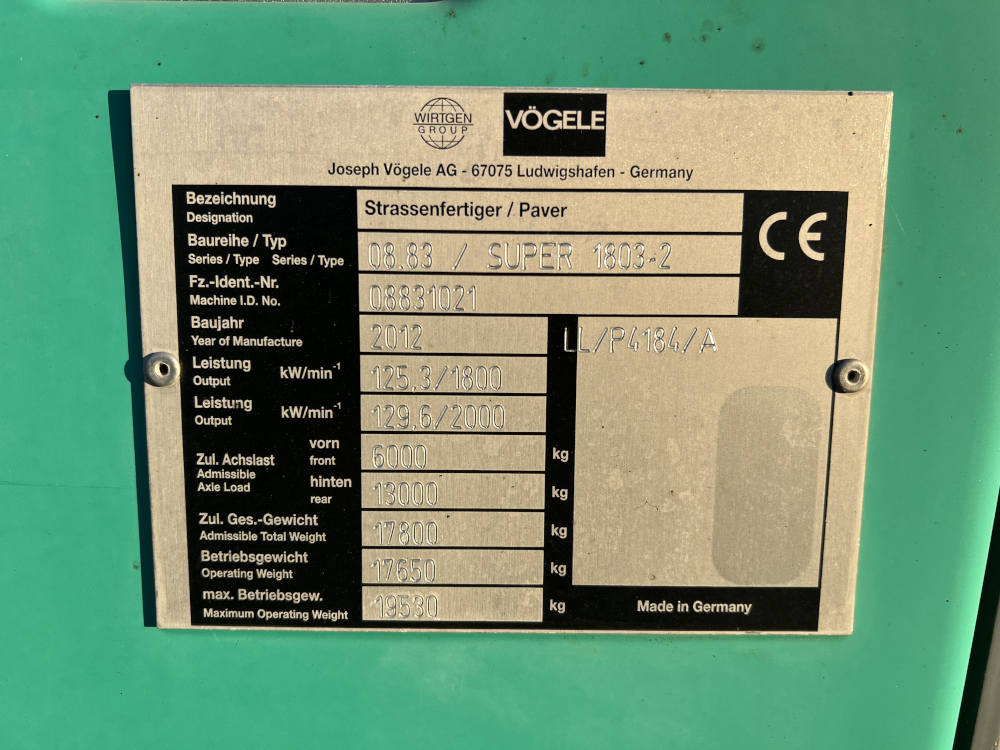 WIRTGEN
GROUP
VÖGELE
Joseph Vögele AG - 67075 Ludwigshafen - Germany
Bezeichnung
Designation
Strassenfertiger / Paver
CE
Baureihe / Typ
Series / Type Series / Type
08.83 / SUPER 1803-2
Fz.-Ident.-Nr.
Machine I.D. No.
08831021
Baujahr
Year of Manufacture
2012
LL/P4184/A
Leistung
Output
kW/min⁻¹
125,3/1800
Leistung
Output
kW/min⁻¹
129,6/2000
Zul. Achslast
Admissible
Axle Load
vorn
front
6000
kg
hinten
rear
13000
kg
Zul. Ges.-Gewicht
Admissible Total Weight
17800
kg
Betriebsgewicht
Operating Weight
17650
kg
max. Betriebsgew.
Maximum Operating Weight
19530
kg
Made in Germany